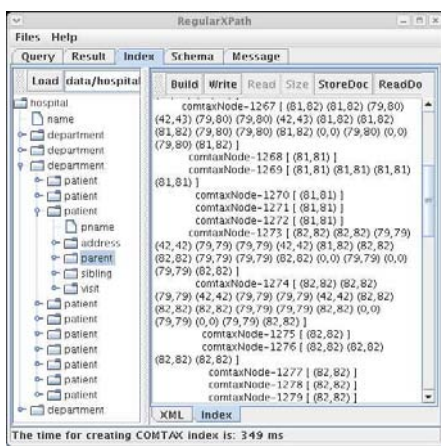 RegularXPath
Files Help
Query Result Index Schema Message
Load data/hospital
Build Write Read Size StoreDoc ReadDo
hospital
name
department
department
department
patient
patient
pname
address
parent
sibling
visit
patient
patient
patient
patient
patient
patient
department
comtaxNode-1267 [ (81,82) (81,82) (79,80)
(42,43) (79,80) (79,80) (42,43) (81,82) (81,82)
(81,82) (79,80) (79,80) (81,82) (0,0) (79,80) (0,0)
(79,80) (81,82) ]
comtaxNode-1268 [ (81,81) ]
comtaxNode-1269 [ (81,81) (81,81) (81,81)
(81,81) ]
comtaxNode-1270 [ (81,81) ]
comtaxNode-1271 [ (81,81) ]
comtaxNode-1272 [ (81,81) ]
comtaxNode-1273 [ (82,82) (82,82) (79,79)
(42,42) (79,79) (79,79) (42,42) (81,82) (82,82)
(82,82) (79,79) (79,79) (82,82) (0,0) (79,79) (0,0)
(79,79) (82,82) ]
comtaxNode-1274 [ (82,82) (82,82)
(79,79) (42,42) (79,79) (79,79) (42,42) (82,82)
(82,82) (82,82) (79,79) (79,79) (82,82) (0,0)
(79,79) (0,0) (79,79) (82,82) ]
comtaxNode-1275 [ (82,82) ]
comtaxNode-1276 [ (82,82) (82,82)
(82,82) (82,82) ]
comtaxNode-1277 [ (82,82) ]
comtaxNode-1278 [ (82,82) ]
comtaxNode-1279 [ (82,82) ]
XML Index
The time for creating COMTAX index is: 349 ms